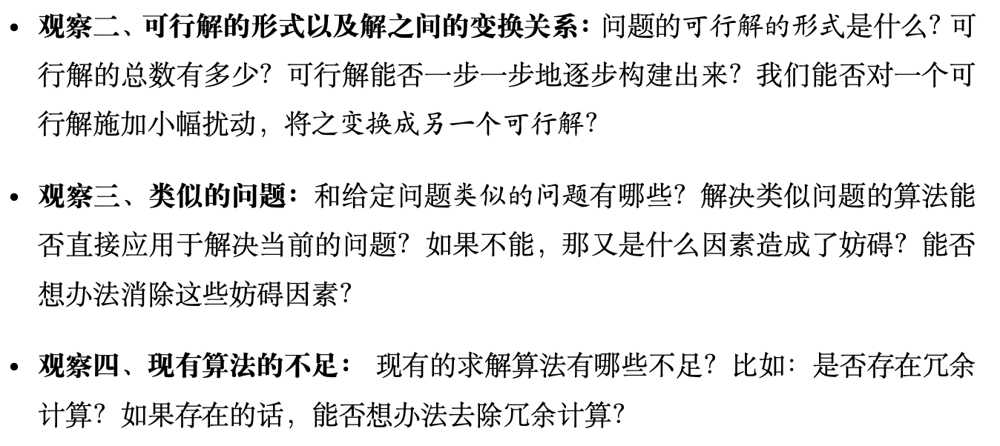 • 观察二、可行解的形式以及解之间的变换关系：问题的可行解的形式是什么？可
行解的总数有多少？可行解能否一步一步地逐步构建出来？我们能否对一个可
行解施加小幅扰动，将之变换成另一个可行解？
• 观察三、类似的问题：和给定问题类似的问题有哪些？解决类似问题的算法能
否直接应用于解决当前的问题？如果不能，那又是什么因素造成了妨碍？能否
想办法消除这些妨碍因素？
• 观察四、现有算法的不足： 现有的求解算法有哪些不足？比如：是否存在冗余
计算？如果存在的话，能否想办法去除冗余计算？